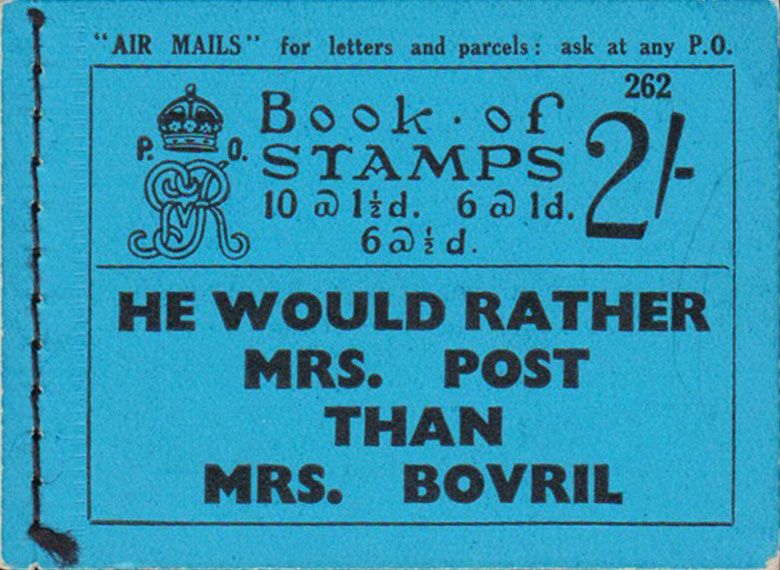 "AIR MAILS" for letters and parcels: ask at any P.O.
262
Book · of
STAMPS
2/-
P. O.
GRV
10 @ 1½d. 6 @ 1d.
6 @ ½d.
HE WOULD RATHER
MRS. POST
THAN
MRS. BOVRIL